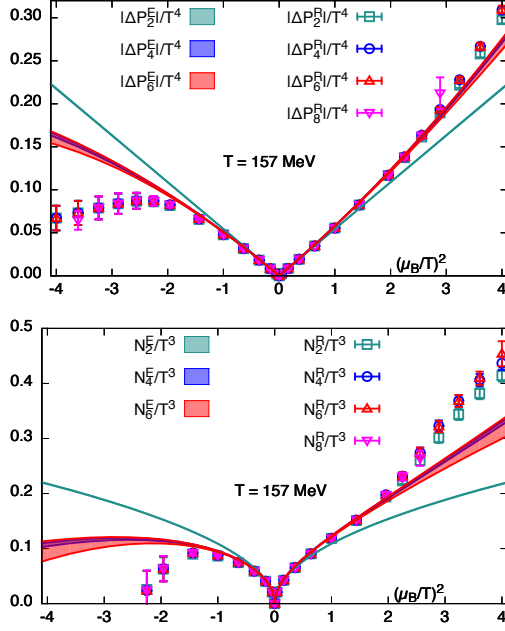 0.30
0.25
0.20
0.15
0.10
0.05
0.00
|ΔP₂ᴱ|/T⁴
|ΔP₄ᴱ|/T⁴
|ΔP₆ᴱ|/T⁴
|ΔP₂ᴿ|/T⁴
|ΔP₄ᴿ|/T⁴
|ΔP₆ᴿ|/T⁴
|ΔP₈ᴿ|/T⁴
T = 157 MeV
(μ_B/T)²
-4 -3 -2 -1 0 1 2 3 4
0.5
0.4
0.3
0.2
0.1
0.0
N₂ᴱ/T³
N₄ᴱ/T³
N₆ᴱ/T³
N₂ᴿ/T³
N₄ᴿ/T³
N₆ᴿ/T³
N₈ᴿ/T³
T = 157 MeV
(μ_B/T)²
-4 -3 -2 -1 0 1 2 3 4